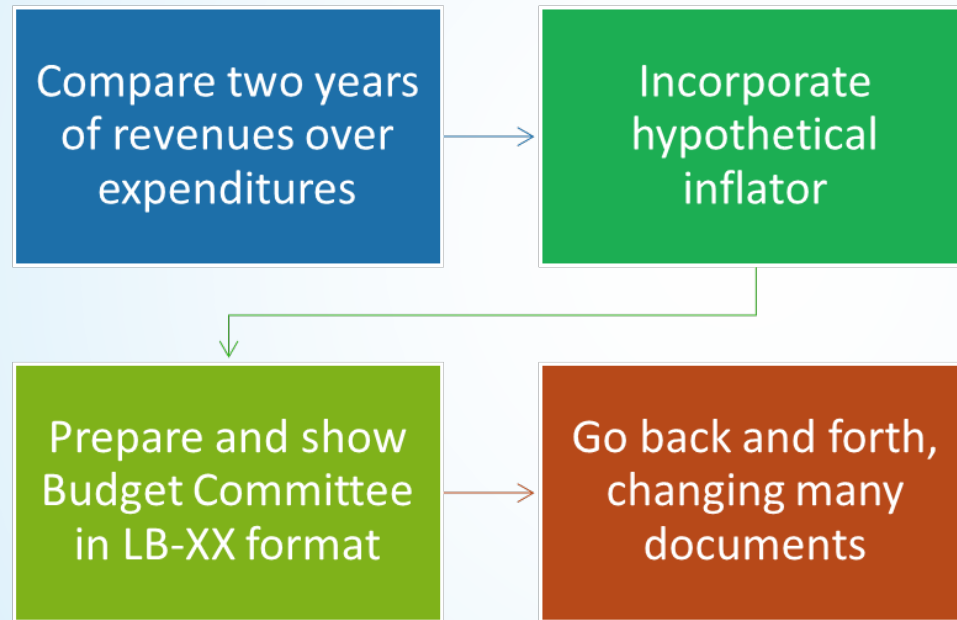 Compare two years
of revenues over
expenditures
Incorporate
hypothetical
inflator
Prepare and show
Budget Committee
in LB-XX format
Go back and forth,
changing many
documents